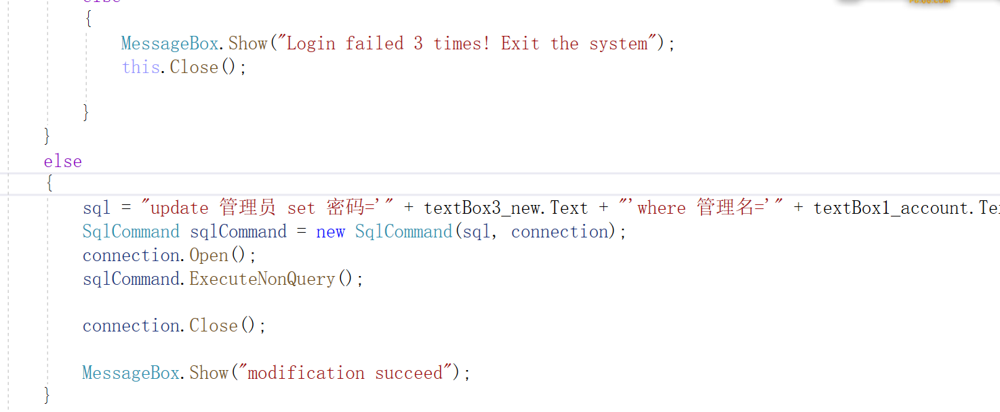 else
{
MessageBox.Show("Login failed 3 times! Exit the system");
this.Close();
}
}
else
{
sql = "update 管理员 set 密码='" + textBox3_new.Text + "'where 管理名='" + textBox1_account.Te
SqlCommand sqlCommand = new SqlCommand(sql, connection);
connection.Open();
sqlCommand.ExecuteNonQuery();
connection.Close();
MessageBox.Show("modification succeed");
}